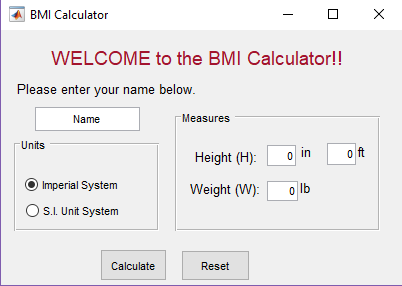 BMI Calculator
WELCOME to the BMI Calculator!!
Please enter your name below.
Name
Units
Imperial System
S.I. Unit System
Measures
Height (H): 0 in 0 ft
Weight (W): 0 lb
Calculate Reset